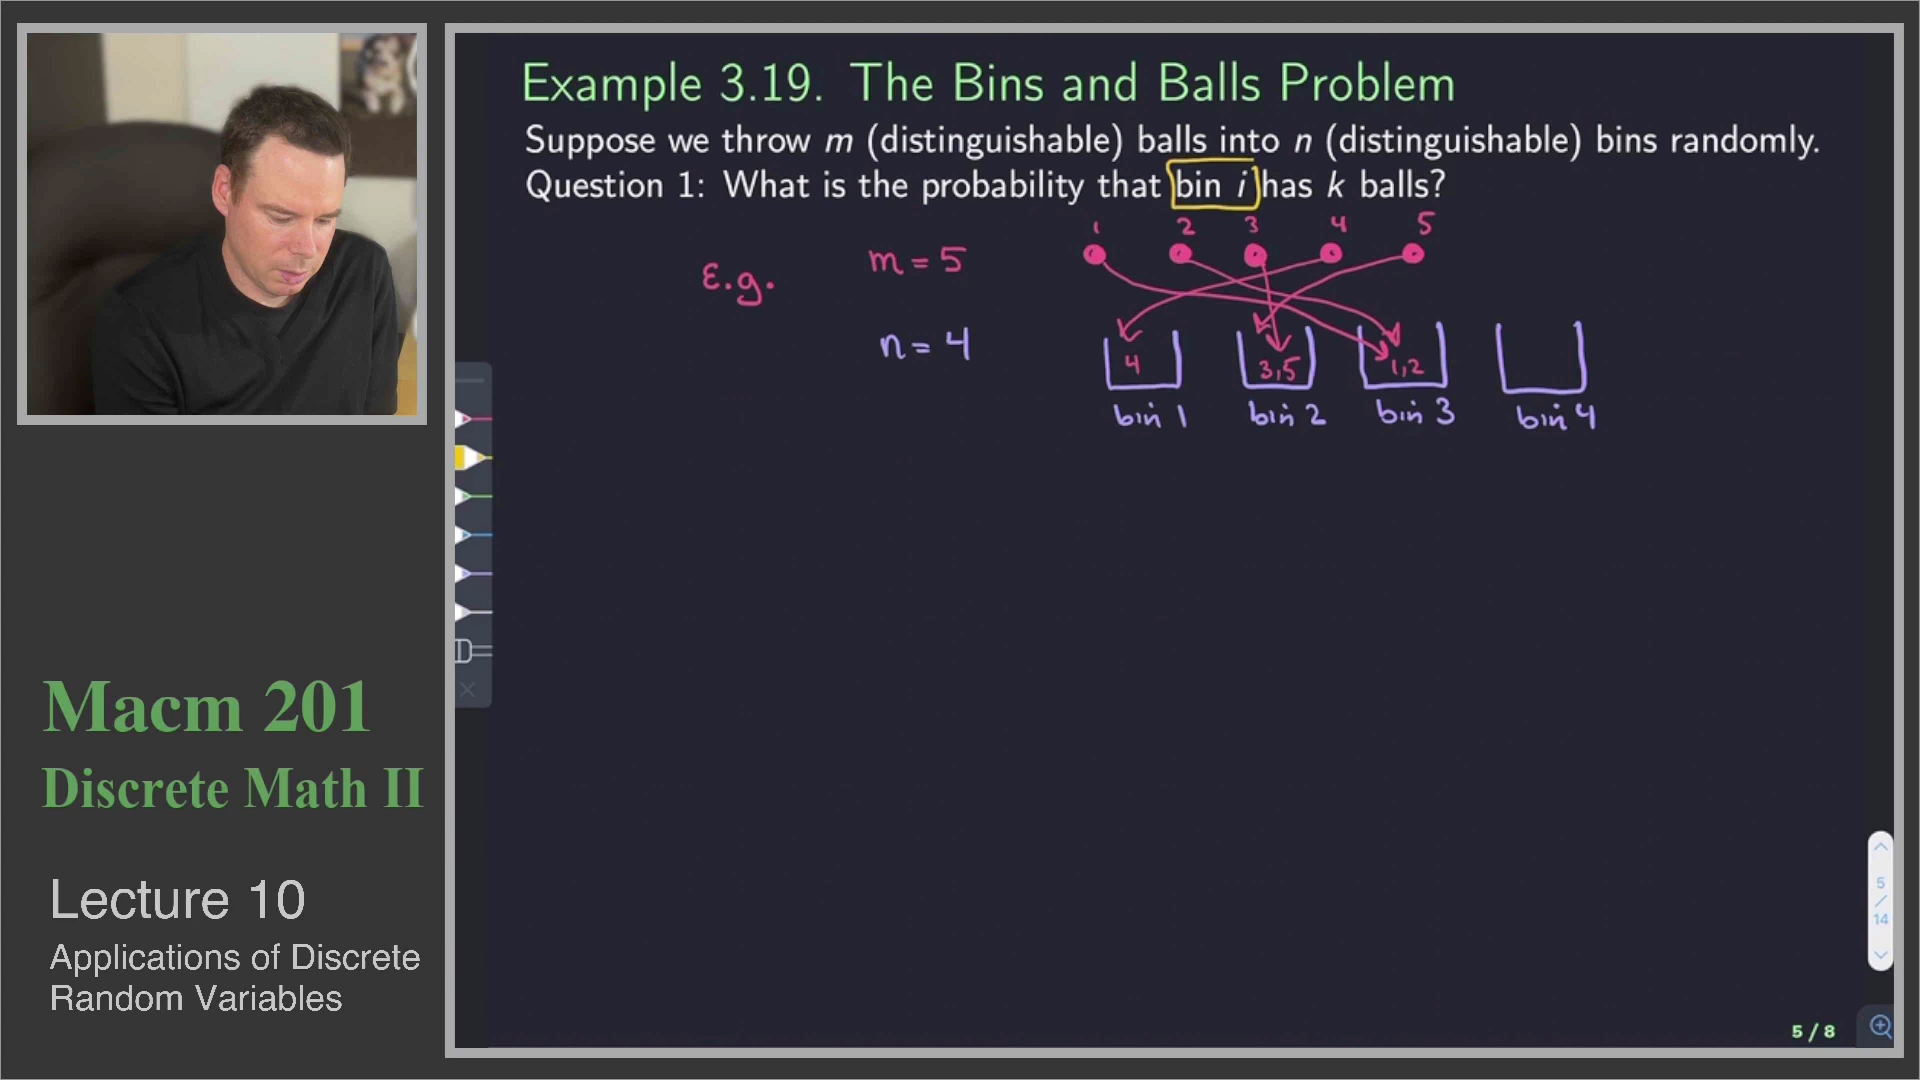 Example 3.19. The Bins and Balls Problem
Suppose we throw m (distinguishable) balls into n (distinguishable) bins randomly.
Question 1: What is the probability that bin i has k balls?
1 2 3 4 5
E.g. m = 5
n = 4
4 3,5 1,2
bin 1 bin 2 bin 3 bin 4
Macm 201
Discrete Math II
Lecture 10
Applications of Discrete
Random Variables
5
/
14
5 / 8